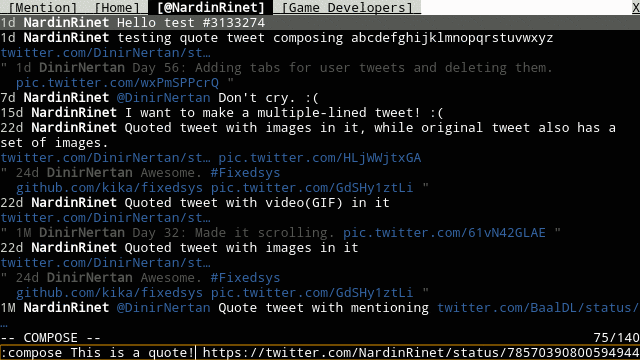 [Mention] [Home] [@NardinRinet] [Game Developers] X
1d NardinRinet Hello test #3133274
1d NardinRinet testing quote tweet composing abcdefghijklmnopqrstuvwxyz
twitter.com/DinirNertan/st…
" 1d DinirNertan Day 56: Adding tabs for user tweets and deleting them.
pic.twitter.com/wxPmSPPcrQ "
7d NardinRinet @DinirNertan Don't cry. :(
15d NardinRinet I want to make a multiple-lined tweet! :(
22d NardinRinet Quoted tweet with images in it, while original tweet also has a
set of images.
twitter.com/DinirNertan/st… pic.twitter.com/HLjWWjtxGA
" 24d DinirNertan Awesome. #Fixedsys
github.com/kika/fixedsys pic.twitter.com/GdSHy1ztLi "
22d NardinRinet Quoted tweet with video(GIF) in it
twitter.com/DinirNertan/st…
" 1M DinirNertan Day 32: Made it scrolling. pic.twitter.com/61vN42GLAE "
22d NardinRinet Quoted tweet with images in it
twitter.com/DinirNertan/st…
" 24d DinirNertan Awesome. #Fixedsys
github.com/kika/fixedsys pic.twitter.com/GdSHy1ztLi "
1M NardinRinet @DinirNertan Quote tweet with mentioning twitter.com/BaalDL/status/
…
-- COMPOSE -- 75/140
:compose This is a quote! https://twitter.com/NardinRinet/status/78570390800594944